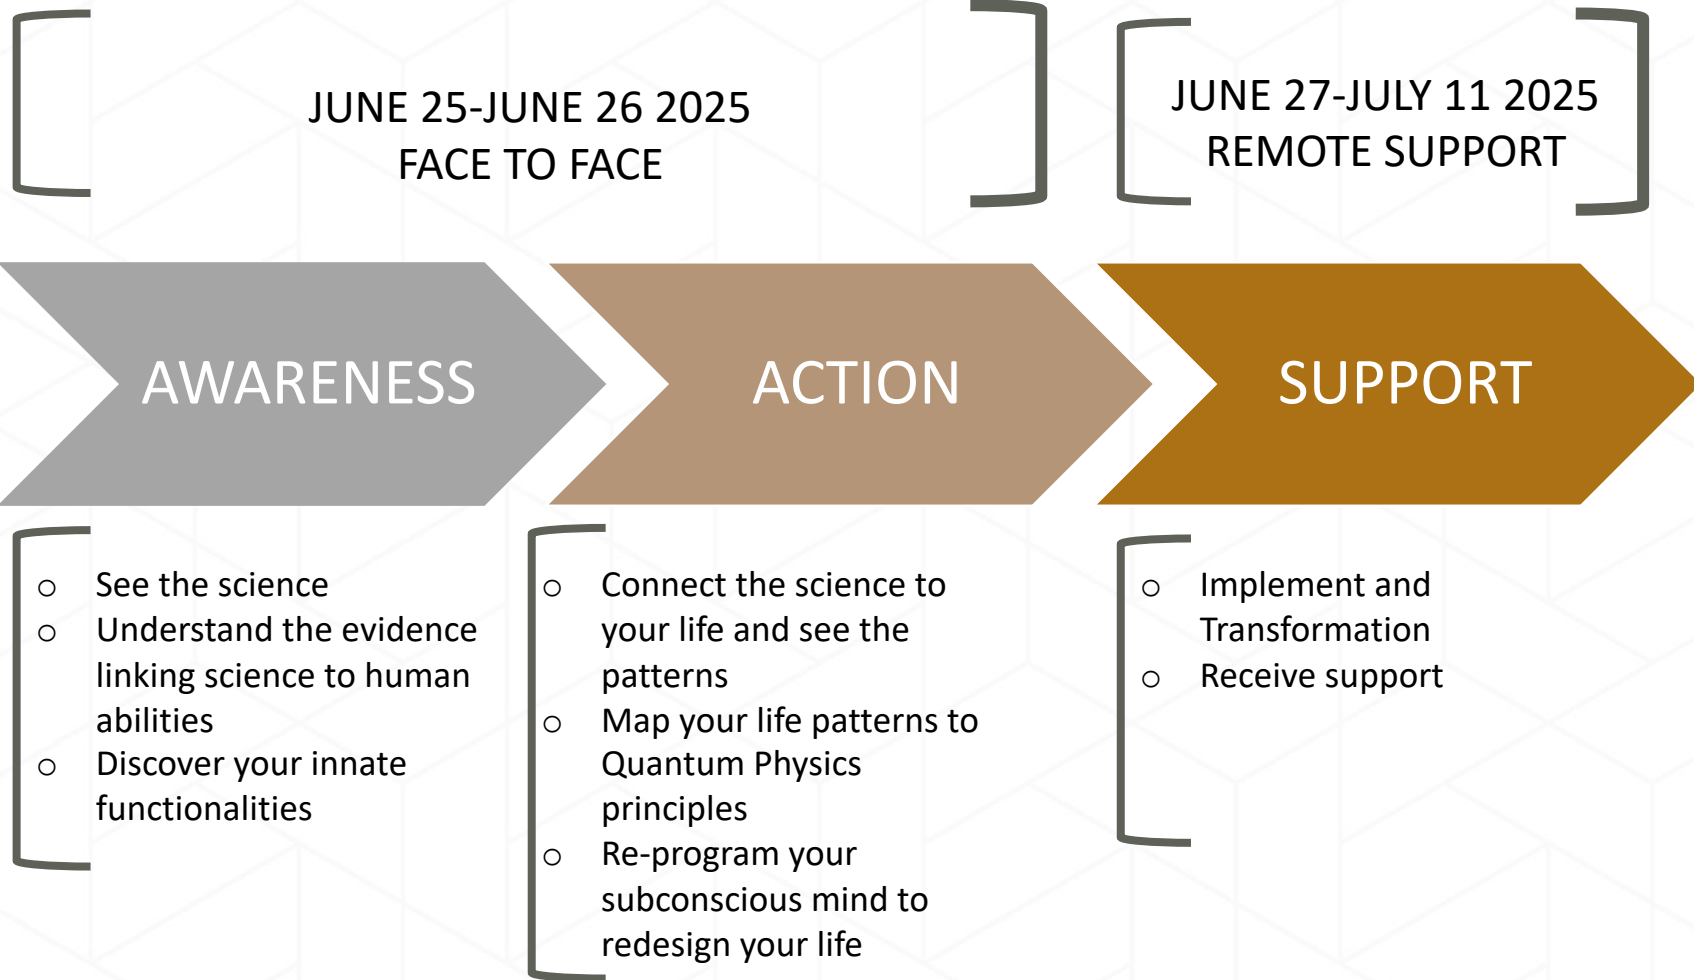 JUNE 25-JUNE 26 2025
FACE TO FACE
JUNE 27-JULY 11 2025
REMOTE SUPPORT
AWARENESS
ACTION
SUPPORT
o See the science
o Understand the evidence
linking science to human
abilities
o Discover your innate
functionalities
o Connect the science to
your life and see the
patterns
o Map your life patterns to
Quantum Physics
principles
o Re-program your
subconscious mind to
redesign your life
o Implement and
Transformation
o Receive support